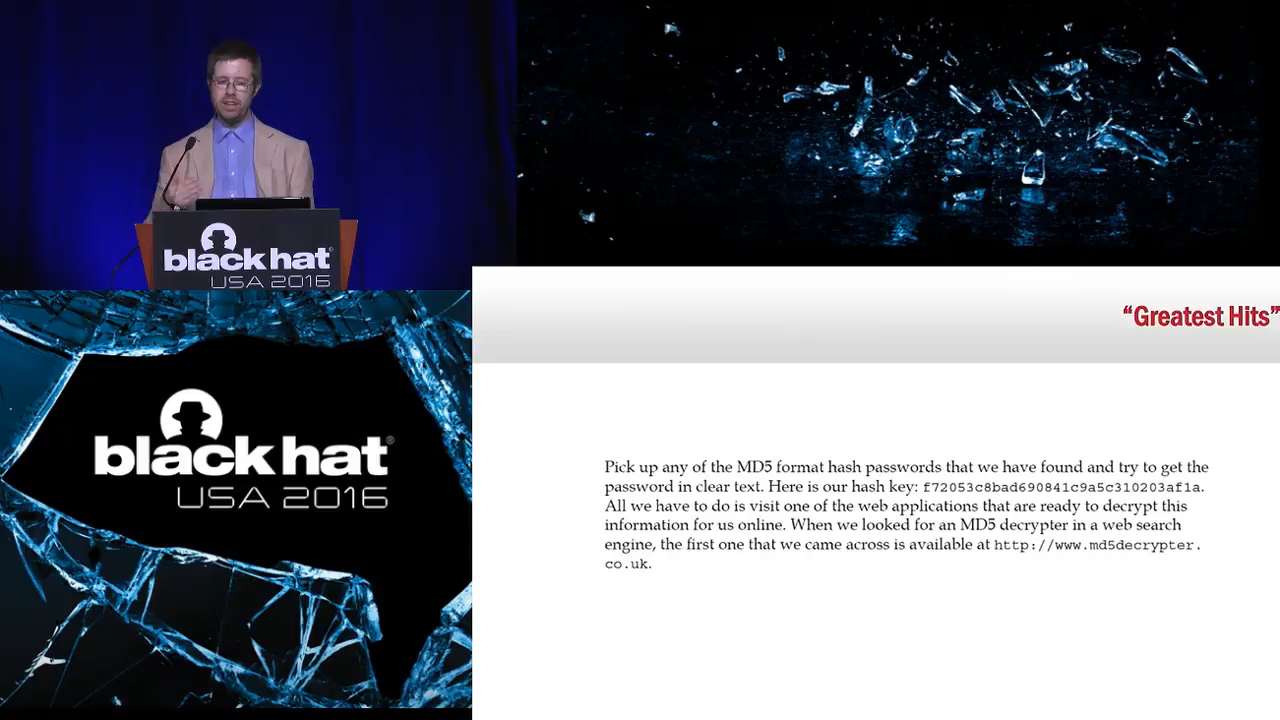 black hat®
USA 2016
"Greatest Hits"
black hat®
USA 2016
Pick up any of the MD5 format hash passwords that we have found and try to get the
password in clear text. Here is our hash key: f72053c8bad690841c9a5c310203af1a.
All we have to do is visit one of the web applications that are ready to decrypt this
information for us online. When we looked for an MD5 decrypter in a web search
engine, the first one that we came across is available at http://www.md5decrypter.
co.uk.